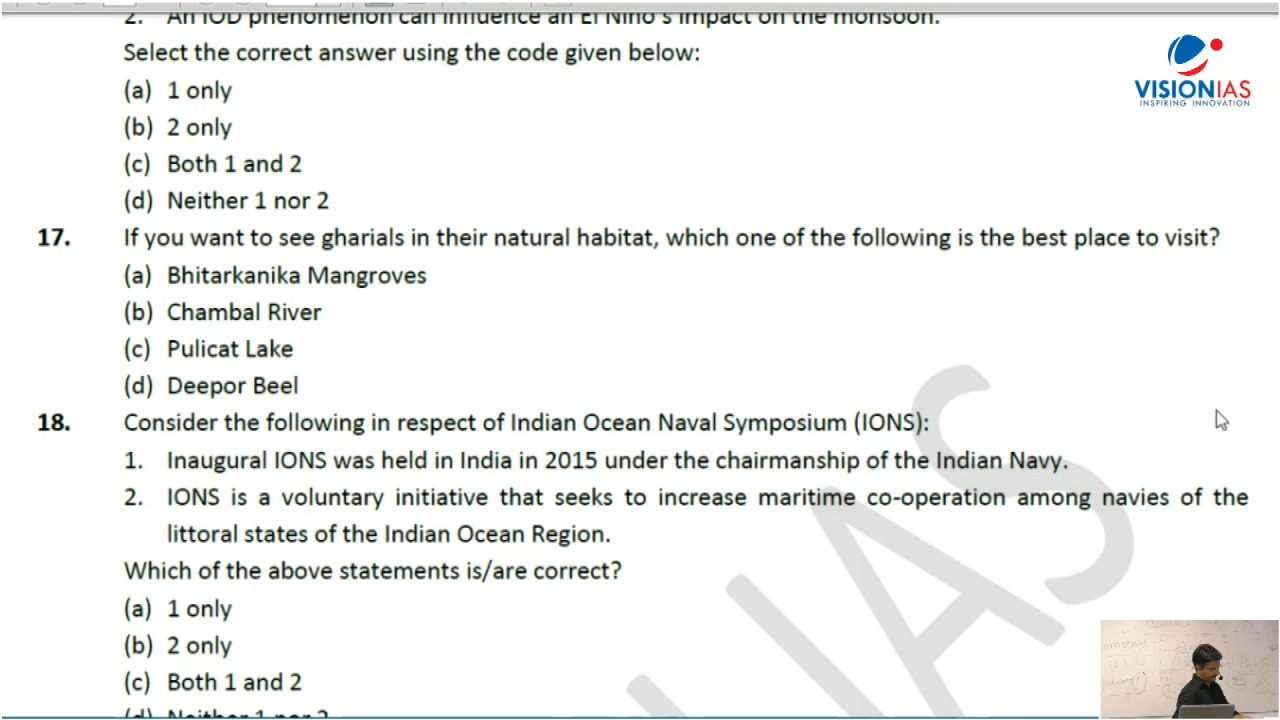 2. An IOD phenomenon can influence an El Nino's impact on the monsoon.
Select the correct answer using the code given below:
(a) 1 only
(b) 2 only
(c) Both 1 and 2
(d) Neither 1 nor 2
VISIONIAS
INSPIRING INNOVATION
17. If you want to see gharials in their natural habitat, which one of the following is the best place to visit?
(a) Bhitarkanika Mangroves
(b) Chambal River
(c) Pulicat Lake
(d) Deepor Beel
18. Consider the following in respect of Indian Ocean Naval Symposium (IONS):
1. Inaugural IONS was held in India in 2015 under the chairmanship of the Indian Navy.
2. IONS is a voluntary initiative that seeks to increase maritime co-operation among navies of the
littoral states of the Indian Ocean Region.
Which of the above statements is/are correct?
(a) 1 only
(b) 2 only
(c) Both 1 and 2
(d) Neither 1 nor 2
IAS